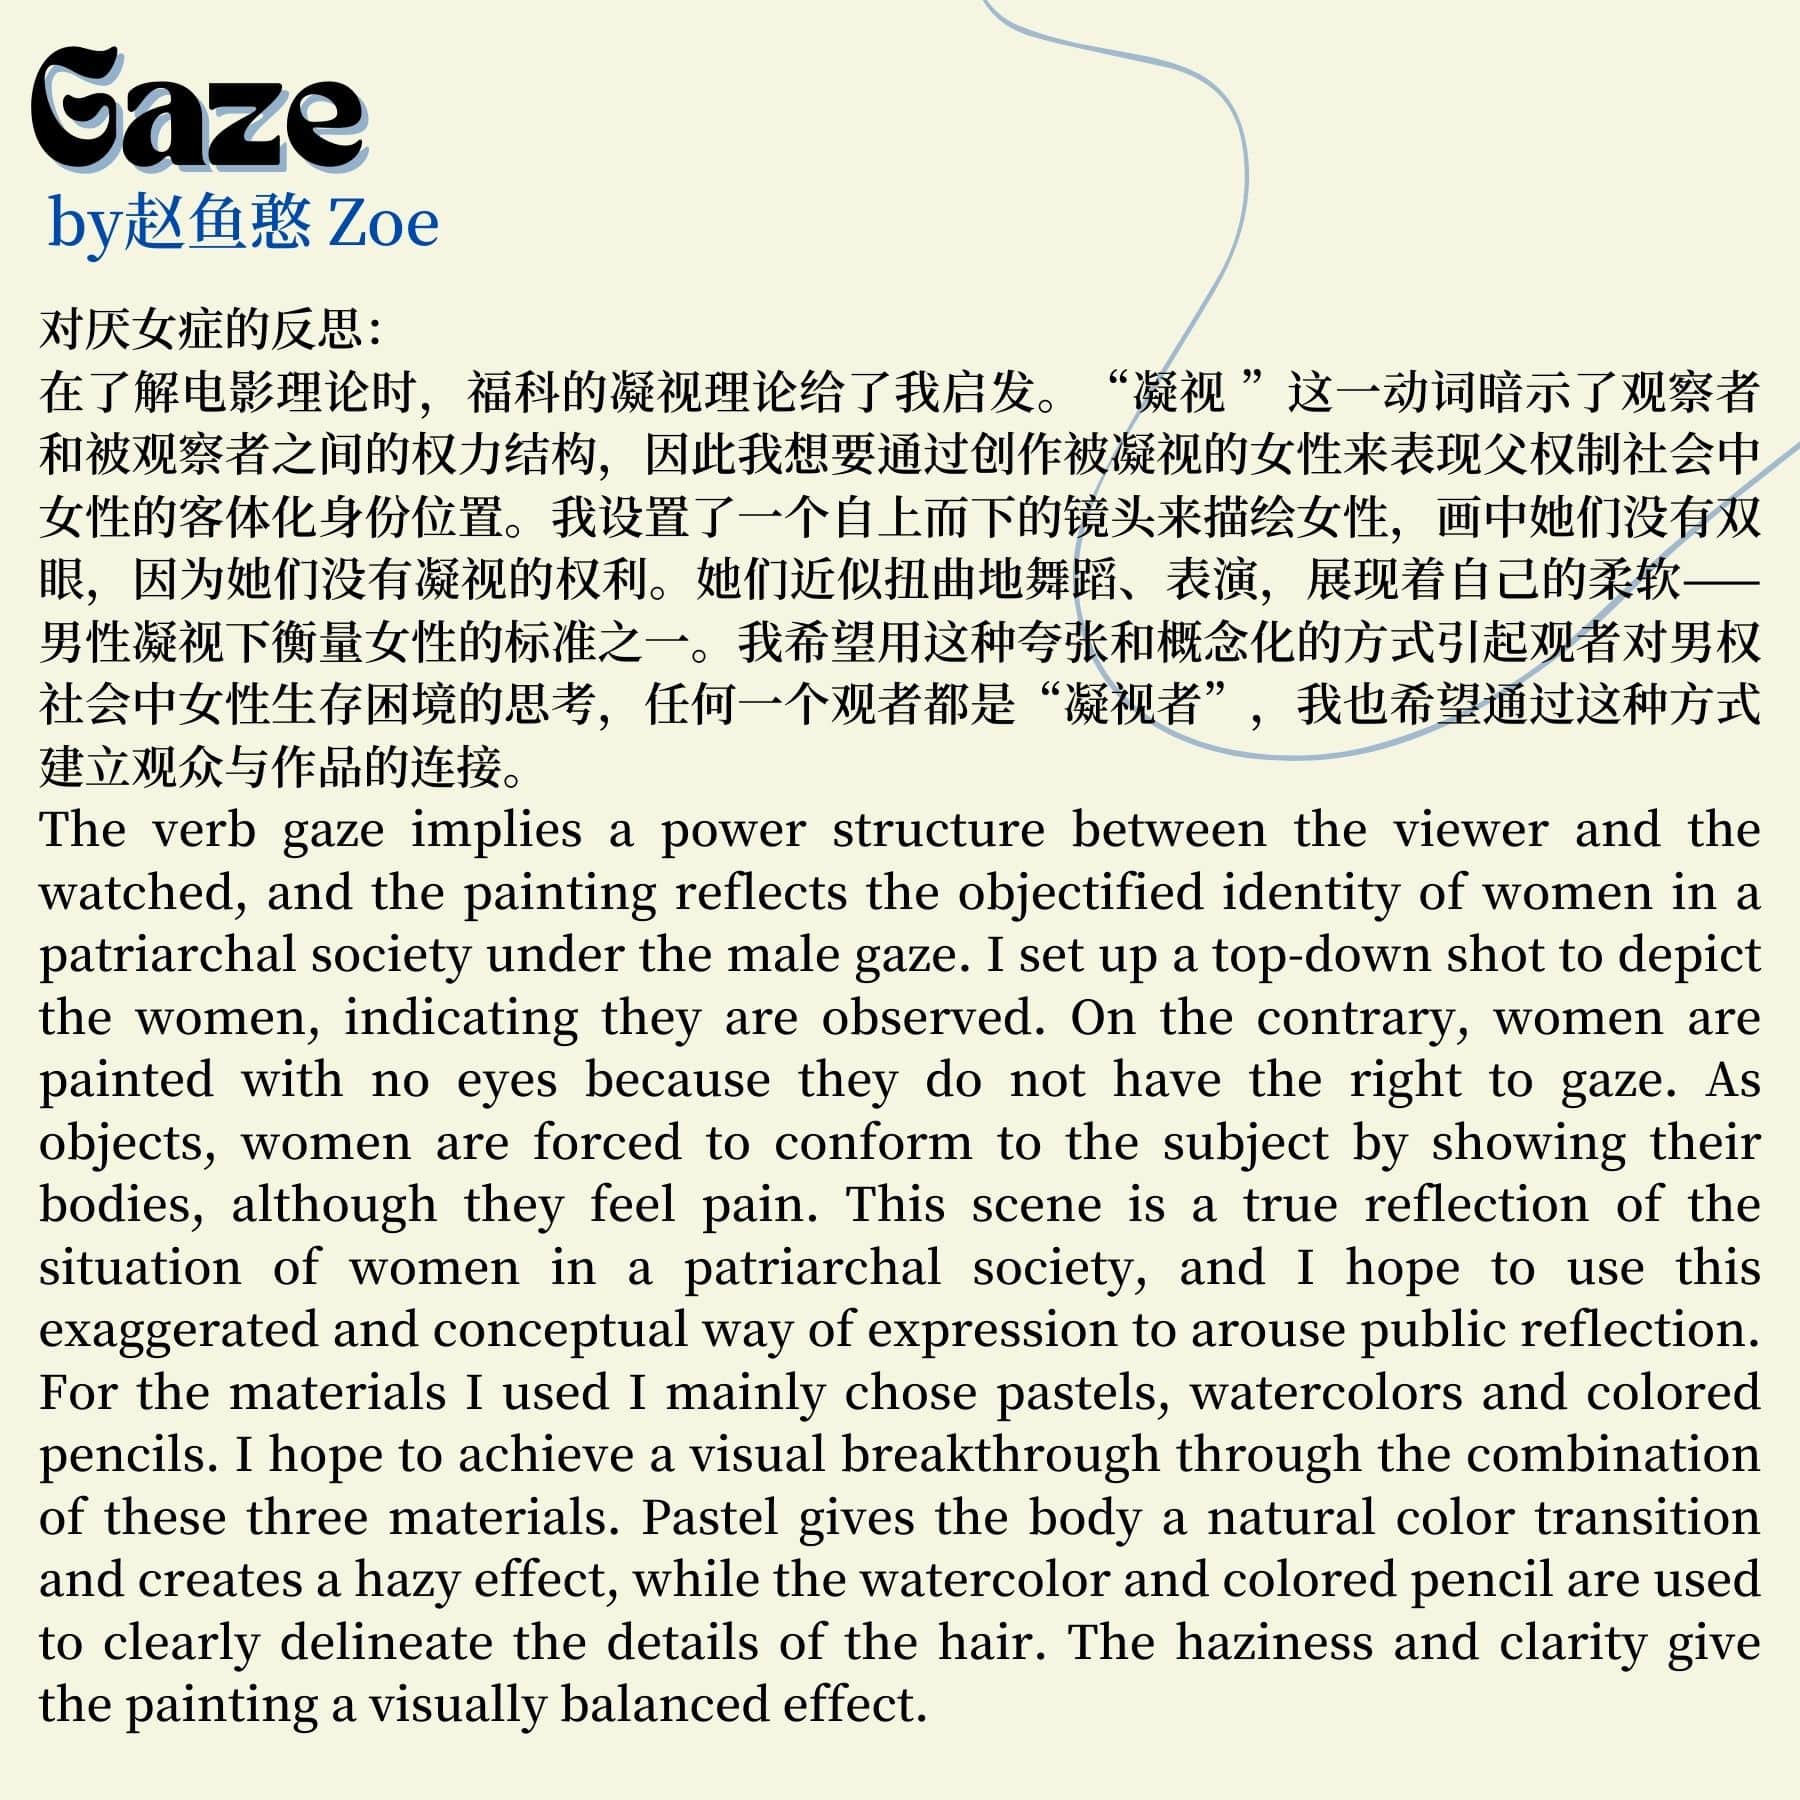 Gaze
by赵鱼憨 Zoe
对厌女症的反思：
在了解电影理论时，福科的凝视理论给了我启发。“凝视 ”这一动词暗示了观察者
和被观察者之间的权力结构，因此我想要通过创作被凝视的女性来表现父权制社会中
女性的客体化身份位置。我设置了一个自上而下的镜头来描绘女性，画中她们没有双
眼，因为她们没有凝视的权利。她们近似扭曲地舞蹈、表演，展现着自己的柔软——
男性凝视下衡量女性的标准之一。我希望用这种夸张和概念化的方式引起观者对男权
社会中女性生存困境的思考，任何一个观者都是“凝视者”，我也希望通过这种方式
建立观众与作品的连接。
The verb gaze implies a power structure between the viewer and the
watched, and the painting reflects the objectified identity of women in a
patriarchal society under the male gaze. I set up a top-down shot to depict
the women, indicating they are observed. On the contrary, women are
painted with no eyes because they do not have the right to gaze. As
objects, women are forced to conform to the subject by showing their
bodies, although they feel pain. This scene is a true reflection of the
situation of women in a patriarchal society, and I hope to use this
exaggerated and conceptual way of expression to arouse public reflection.
For the materials I used I mainly chose pastels, watercolors and colored
pencils. I hope to achieve a visual breakthrough through the combination
of these three materials. Pastel gives the body a natural color transition
and creates a hazy effect, while the watercolor and colored pencil are used
to clearly delineate the details of the hair. The haziness and clarity give
the painting a visually balanced effect.